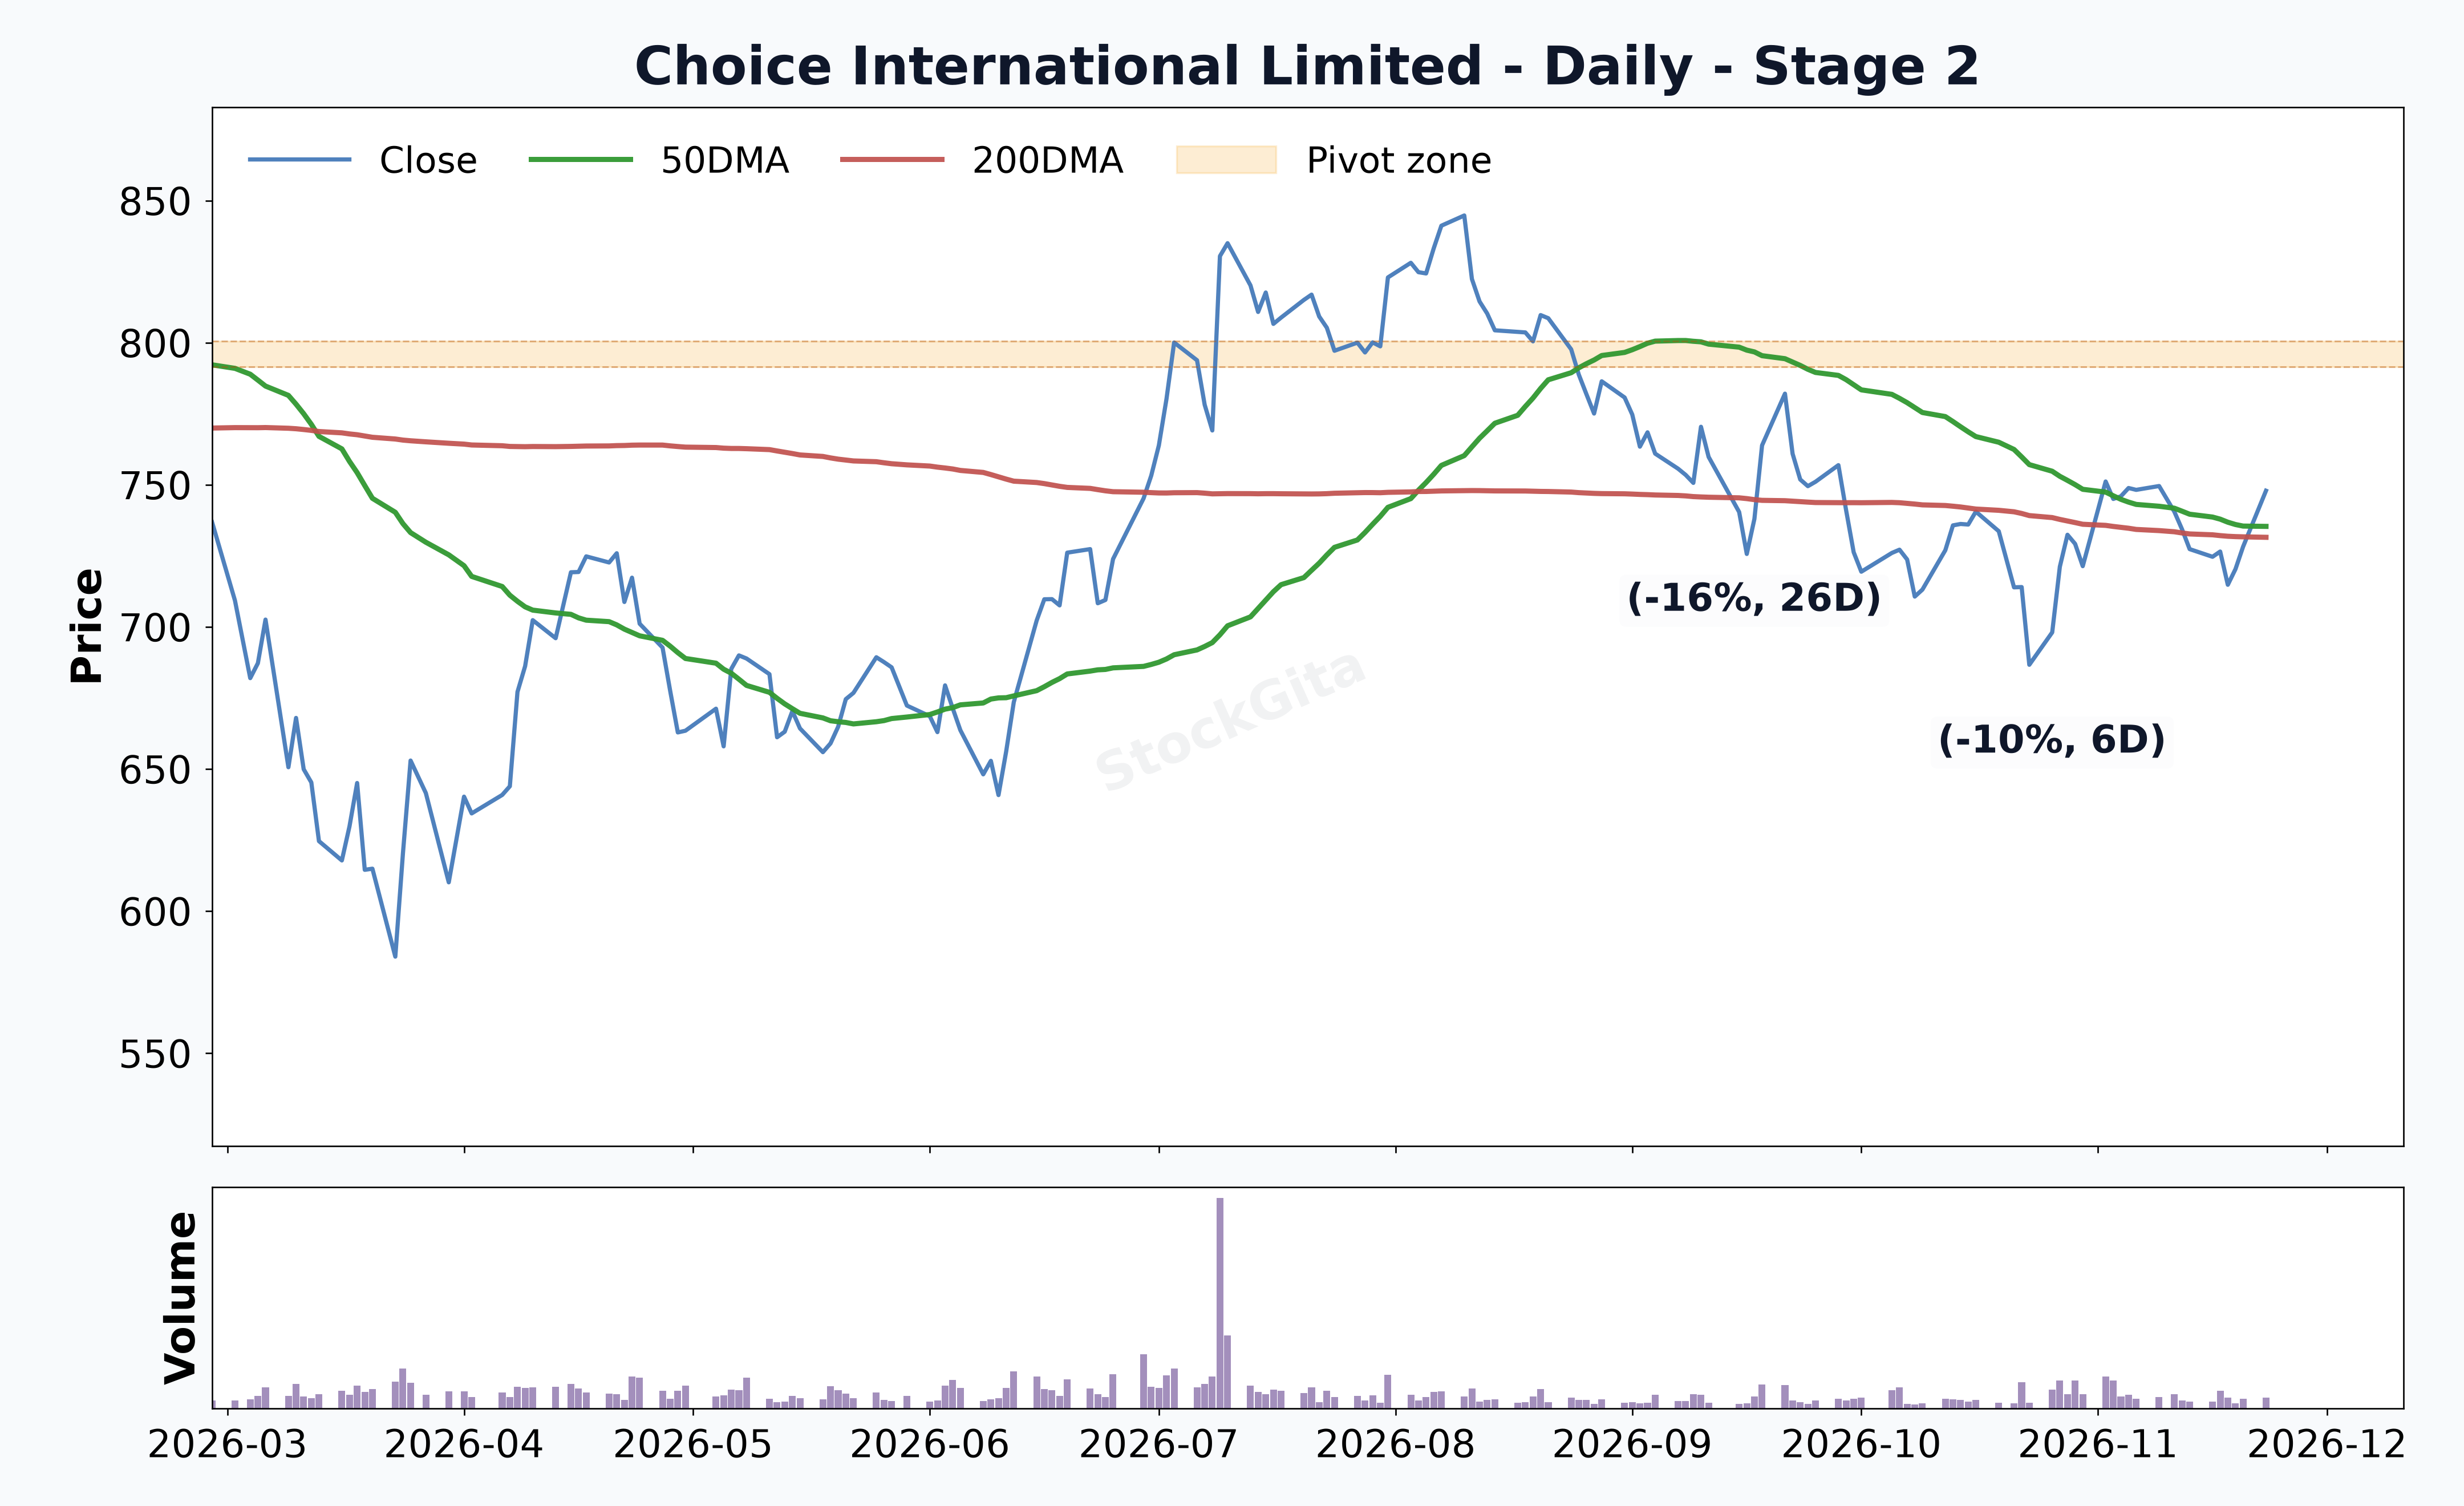 Choice International Limited - Daily - Stage 2
Close 50DMA 200DMA Pivot zone
850
800
750
700
650
600
550
Price
(-16%, 26D)
(-10%, 6D)
StockGita
Volume
2026-03 2026-04 2026-05 2026-06 2026-07 2026-08 2026-09 2026-10 2026-11 2026-12